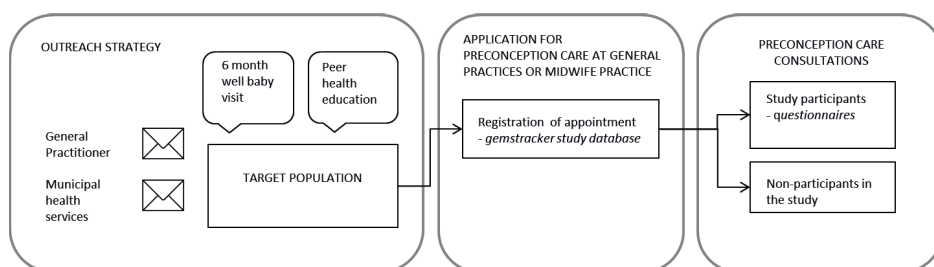 OUTREACH STRATEGY
6 month
well baby
visit
Peer
health
education
General
Practitioner
Municipal
health
services
TARGET POPULATION
APPLICATION FOR
PRECONCEPTION CARE AT GENERAL
PRACTICES OR MIDWIFE PRACTICE
Registration of appointment
- gemstracker study database
PRECONCEPTION CARE
CONSULTATIONS
Study participants
- questionnaires
Non-participants in
the study